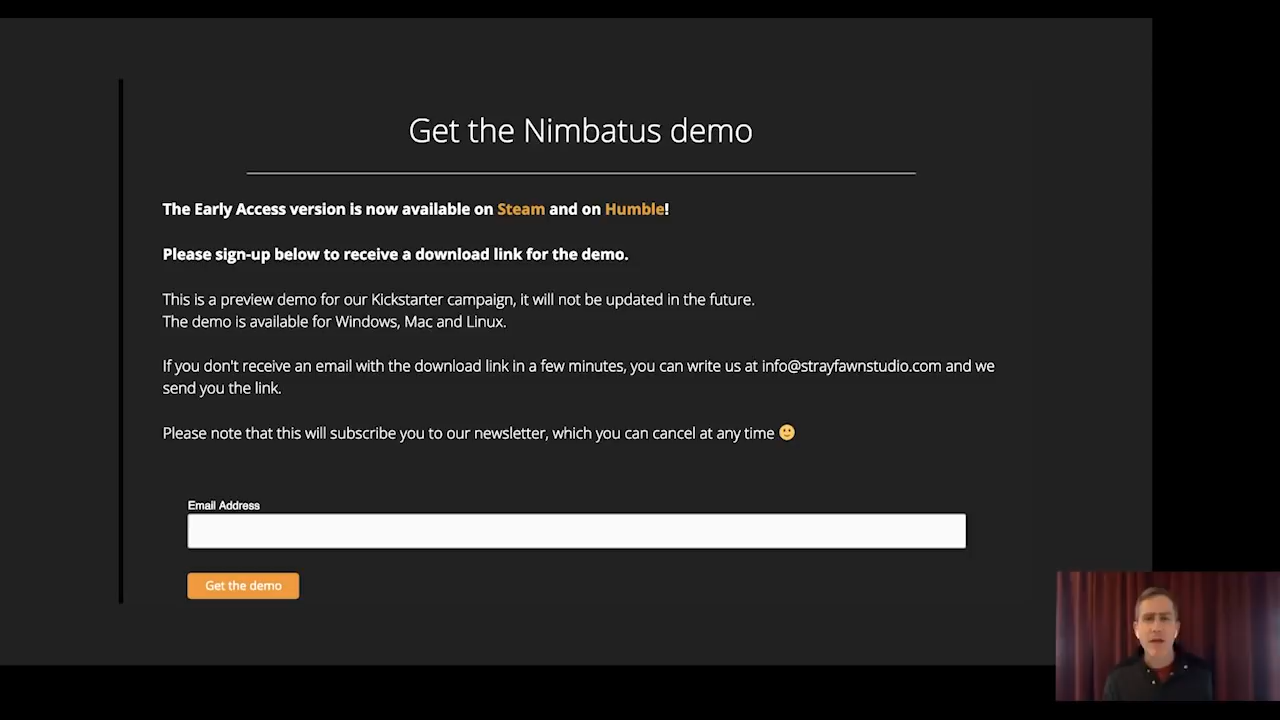 Get the Nimbatus demo
The Early Access version is now available on Steam and on Humble!
Please sign-up below to receive a download link for the demo.
This is a preview demo for our Kickstarter campaign, it will not be updated in the future.
The demo is available for Windows, Mac and Linux.
If you don't receive an email with the download link in a few minutes, you can write us at info@strayfawnstudio.com and we
send you the link.
Please note that this will subscribe you to our newsletter, which you can cancel at any time 🙂
Email Address
Get the demo